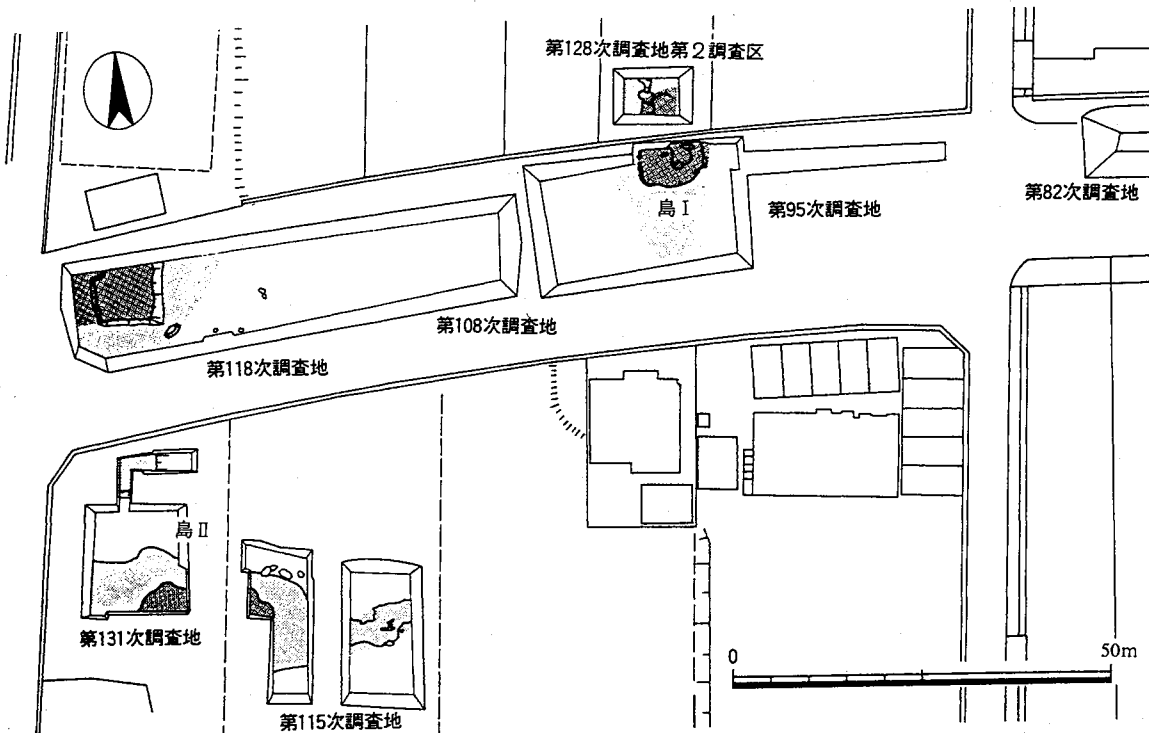 第128次調査地第2調査区
第82次調査地
島Ⅰ
第95次調査地
第108次調査地
第118次調査地
島Ⅱ
第131次調査地
第115次調査地
0
50m